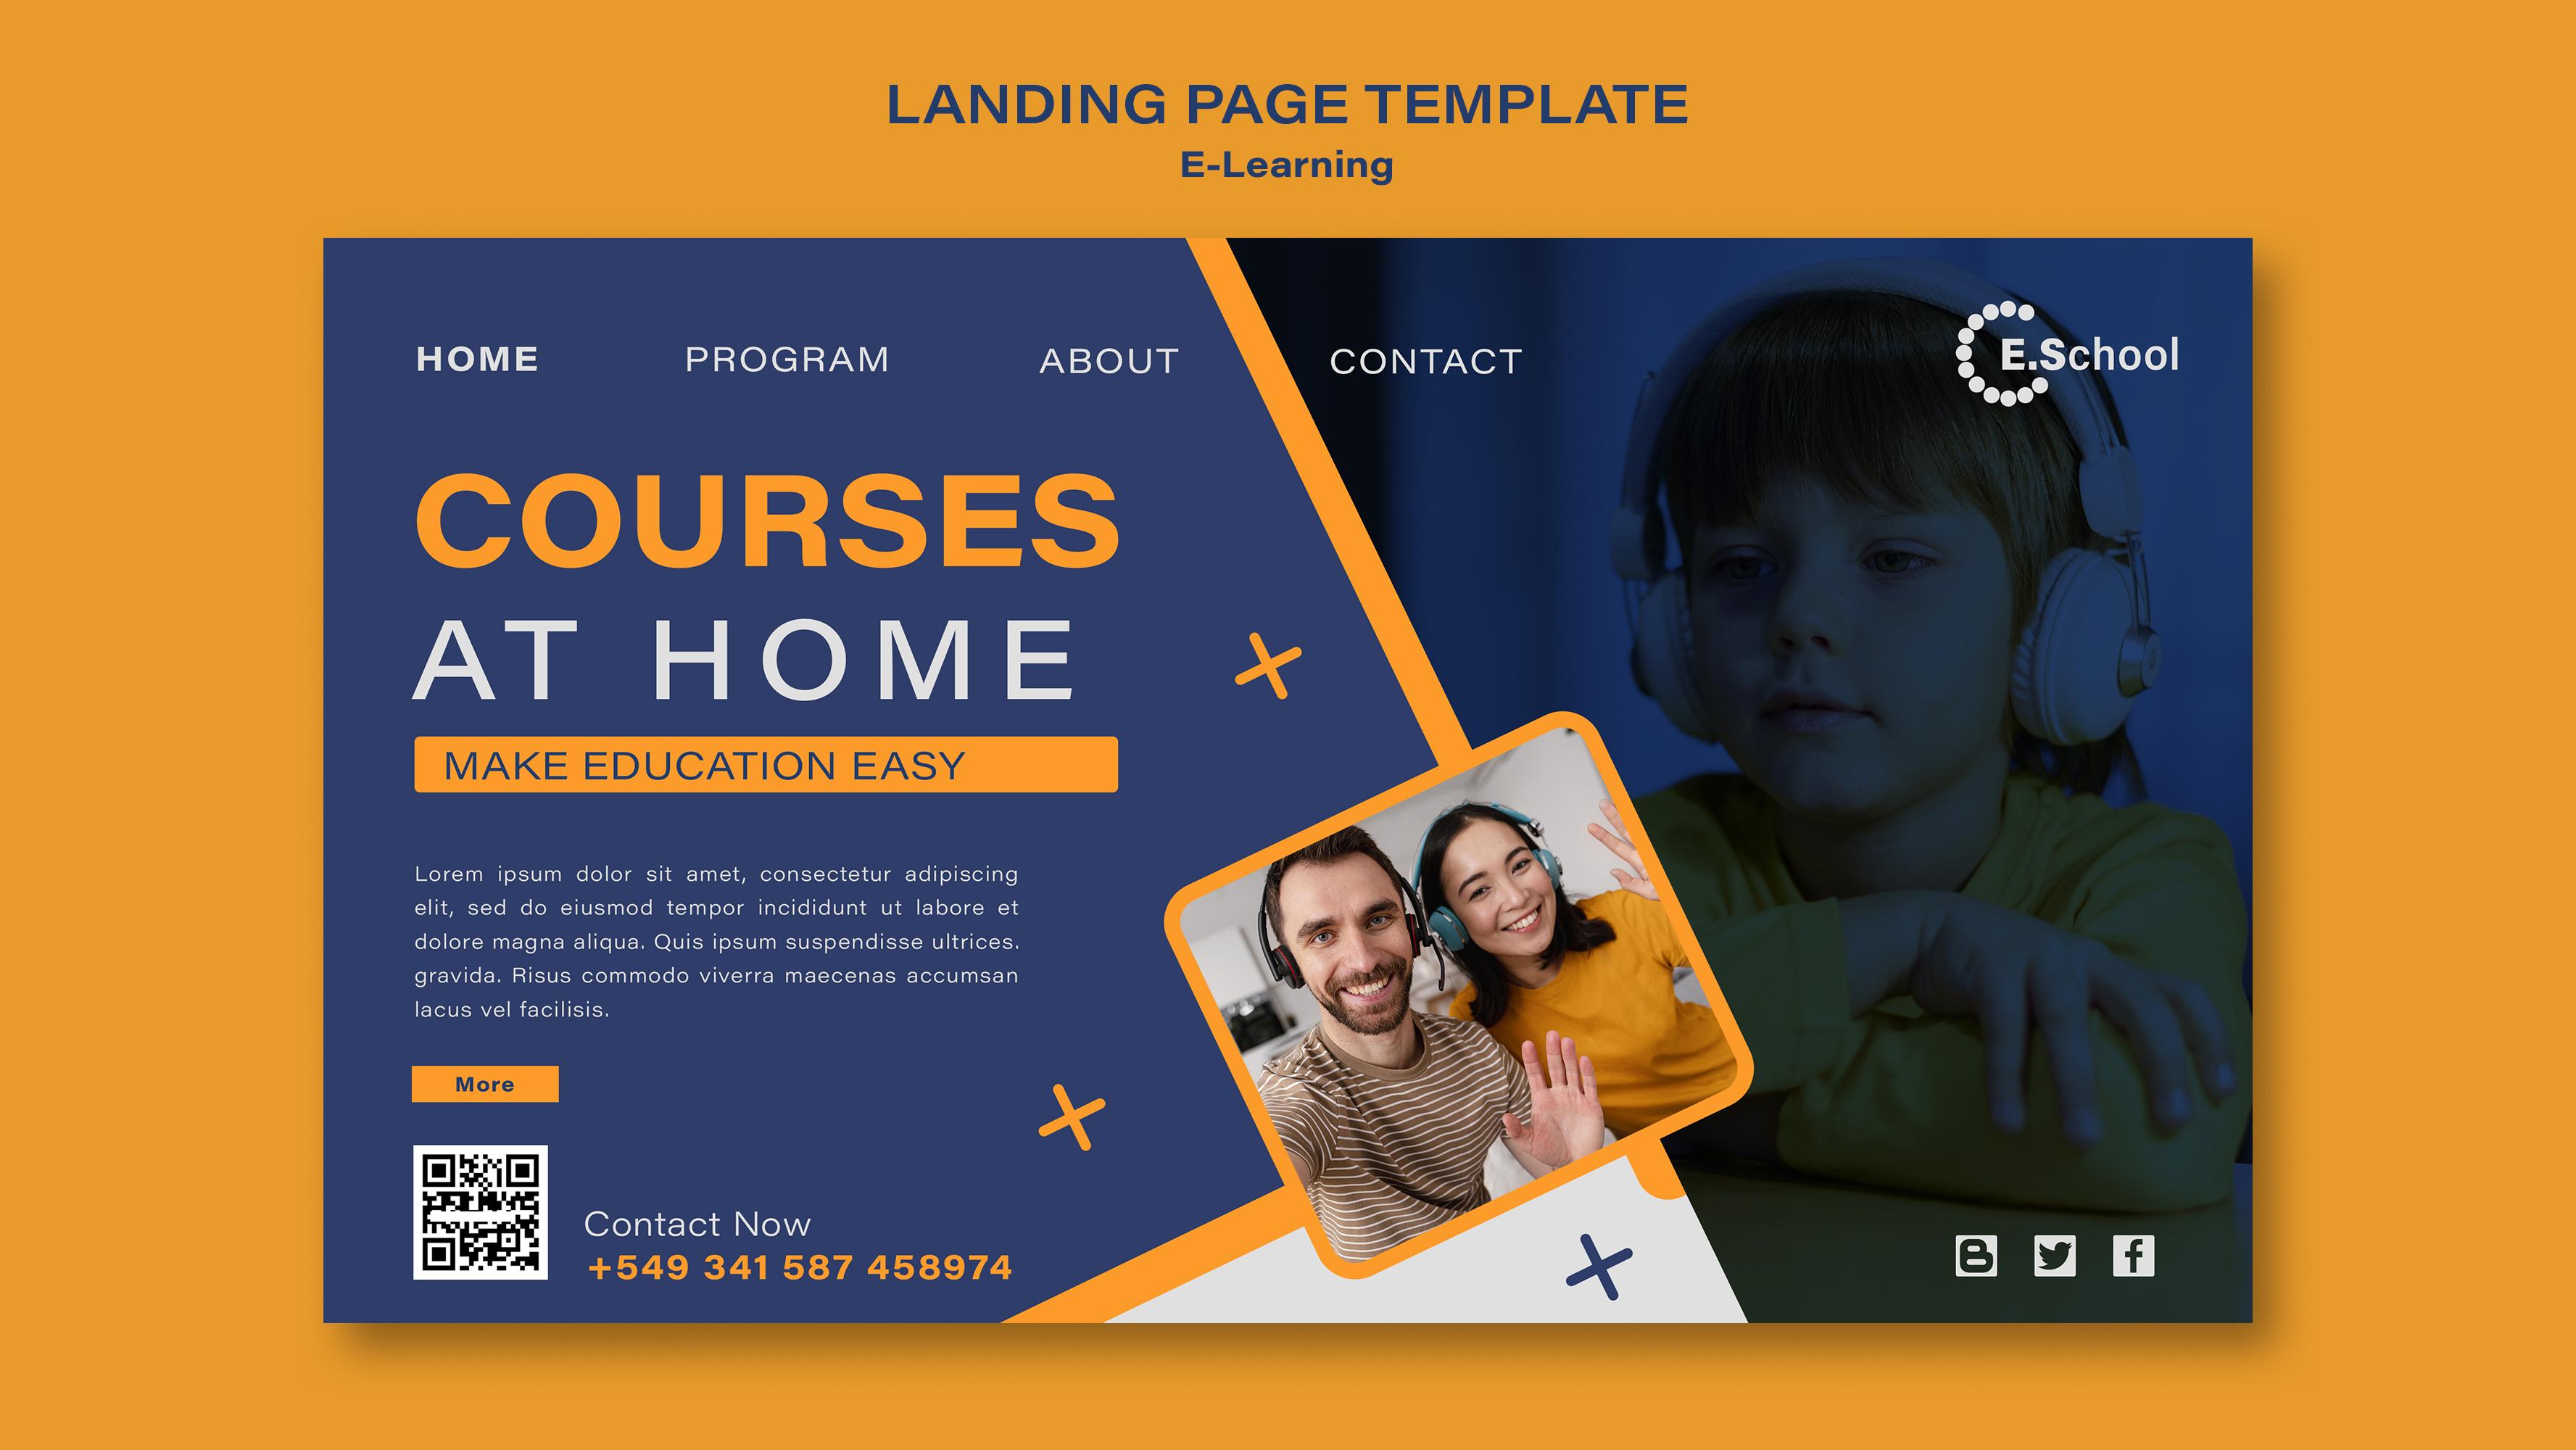 LANDING PAGE TEMPLATE
E-Learning
HOME PROGRAM ABOUT CONTACT
E.School
COURSES
AT HOME
MAKE EDUCATION EASY
Lorem ipsum dolor sit amet, consectetur adipiscing
elit, sed do eiusmod tempor incididunt ut labore et
dolore magna aliqua. Quis ipsum suspendisse ultrices.
gravida. Risus commodo viverra maecenas accumsan
lacus vel facilisis.
More
Contact Now
+549 341 587 458974